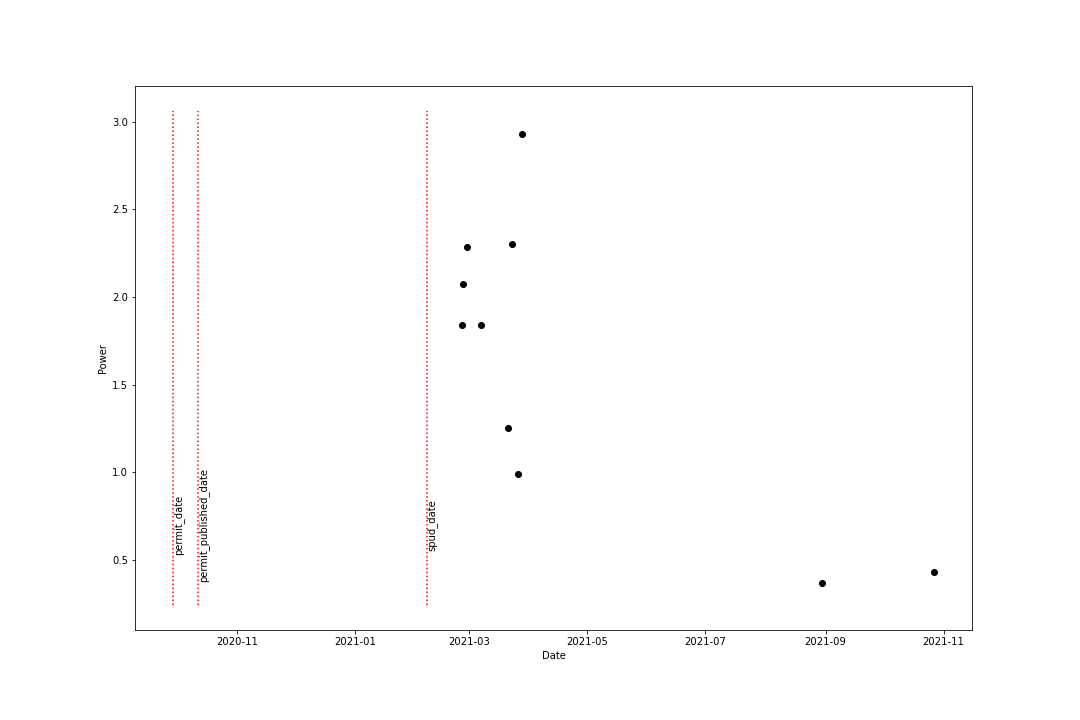 3.0
2.5
2.0
1.5
1.0
0.5
Power
permit_date
permit_published_date
spud_date
2020-11
2021-01
2021-03
2021-05
2021-07
2021-09
2021-11
Date